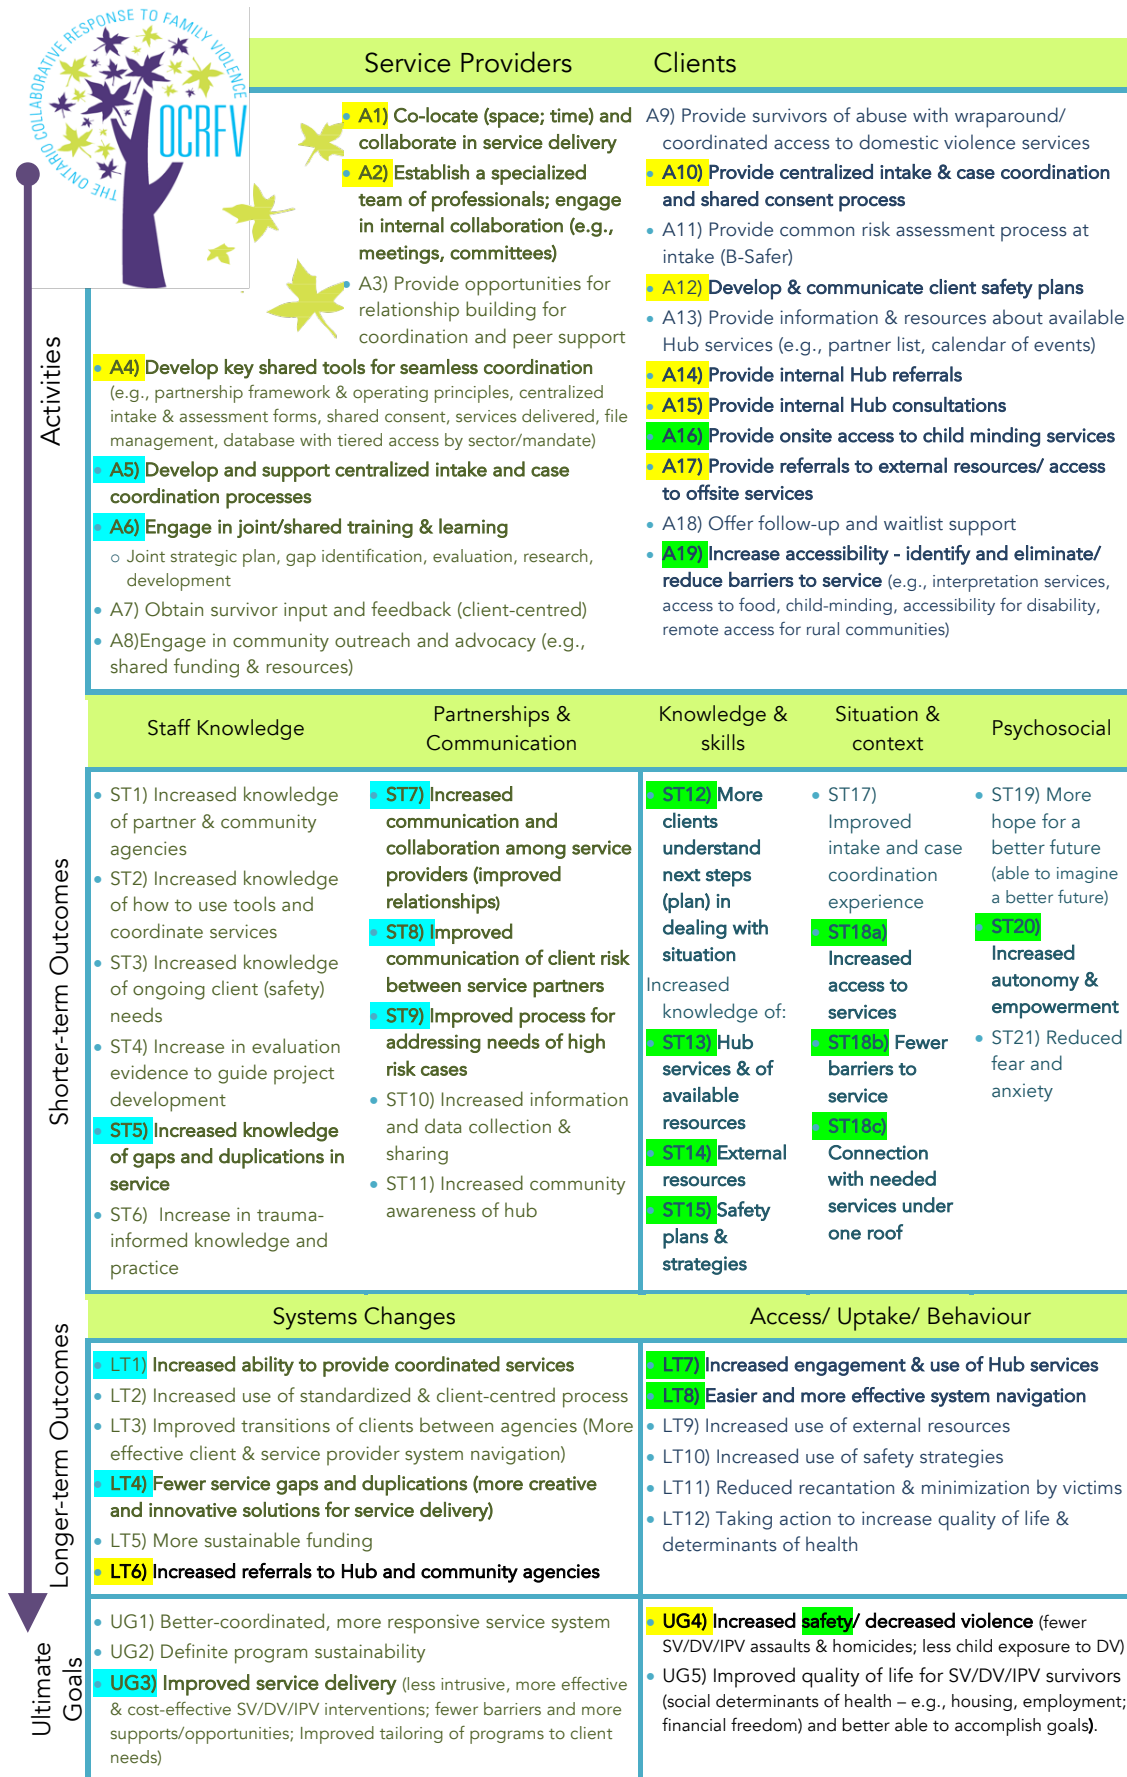 THE ONTARIO COLLABORATIVE RESPONSE TO FAMILY VIOLENCE
OCRFV
Service Providers
Clients
Activities
• A1) Co-locate (space; time) and
collaborate in service delivery
• A2) Establish a specialized
team of professionals; engage
in internal collaboration (e.g.,
meetings, committees)
• A3) Provide opportunities for
relationship building for
coordination and peer support
• A4) Develop key shared tools for seamless coordination
(e.g., partnership framework & operating principles, centralized
intake & assessment forms, shared consent, services delivered, file
management, database with tiered access by sector/mandate)
• A5) Develop and support centralized intake and case
coordination processes
• A6) Engage in joint/shared training & learning
○ Joint strategic plan, gap identification, evaluation, research,
development
• A7) Obtain survivor input and feedback (client-centred)
• A8)Engage in community outreach and advocacy (e.g.,
shared funding & resources)
A9) Provide survivors of abuse with wraparound/
coordinated access to domestic violence services
• A10) Provide centralized intake & case coordination
and shared consent process
• A11) Provide common risk assessment process at
intake (B-Safer)
• A12) Develop & communicate client safety plans
• A13) Provide information & resources about available
Hub services (e.g., partner list, calendar of events)
• A14) Provide internal Hub referrals
• A15) Provide internal Hub consultations
• A16) Provide onsite access to child minding services
• A17) Provide referrals to external resources/ access
to offsite services
• A18) Offer follow-up and waitlist support
• A19) Increase accessibility - identify and eliminate/
reduce barriers to service (e.g., interpretation services,
access to food, child-minding, accessibility for disability,
remote access for rural communities)
Shorter-term Outcomes
Staff Knowledge
Partnerships &
Communication
Knowledge &
skills
Situation &
context
Psychosocial
• ST1) Increased knowledge
of partner & community
agencies
• ST2) Increased knowledge
of how to use tools and
coordinate services
• ST3) Increased knowledge
of ongoing client (safety)
needs
• ST4) Increase in evaluation
evidence to guide project
development
• ST5) Increased knowledge
of gaps and duplications in
service
• ST6) Increase in trauma-
informed knowledge and
practice
• ST7) Increased
communication and
collaboration among service
providers (improved
relationships)
• ST8) Improved
communication of client risk
between service partners
• ST9) Improved process for
addressing needs of high
risk cases
• ST10) Increased information
and data collection &
sharing
• ST11) Increased community
awareness of hub
• ST12) More
clients
understand
next steps
(plan) in
dealing with
situation
Increased
knowledge of:
• ST13) Hub
services & of
available
resources
• ST14) External
resources
• ST15) Safety
plans &
strategies
• ST17)
Improved
intake and case
coordination
experience
• ST18a)
Increased
access to
services
• ST18b) Fewer
barriers to
service
• ST18c)
Connection
with needed
services under
one roof
• ST19) More
hope for a
better future
(able to imagine
a better future)
• ST20)
Increased
autonomy &
empowerment
• ST21) Reduced
fear and
anxiety
Longer-term Outcomes
Systems Changes
Access/ Uptake/ Behaviour
• LT1) Increased ability to provide coordinated services
• LT2) Increased use of standardized & client-centred process
• LT3) Improved transitions of clients between agencies (More
effective client & service provider system navigation)
• LT4) Fewer service gaps and duplications (more creative
and innovative solutions for service delivery)
• LT5) More sustainable funding
• LT6) Increased referrals to Hub and community agencies
• LT7) Increased engagement & use of Hub services
• LT8) Easier and more effective system navigation
• LT9) Increased use of external resources
• LT10) Increased use of safety strategies
• LT11) Reduced recantation & minimization by victims
• LT12) Taking action to increase quality of life &
determinants of health
Ultimate
Goals
• UG1) Better-coordinated, more responsive service system
• UG2) Definite program sustainability
• UG3) Improved service delivery (less intrusive, more effective
& cost-effective SV/DV/IPV interventions; fewer barriers and more
supports/opportunities; Improved tailoring of programs to client
needs)
• UG4) Increased safety/ decreased violence (fewer
SV/DV/IPV assaults & homicides; less child exposure to DV)
• UG5) Improved quality of life for SV/DV/IPV survivors
(social determinants of health – e.g., housing, employment;
financial freedom) and better able to accomplish goals).